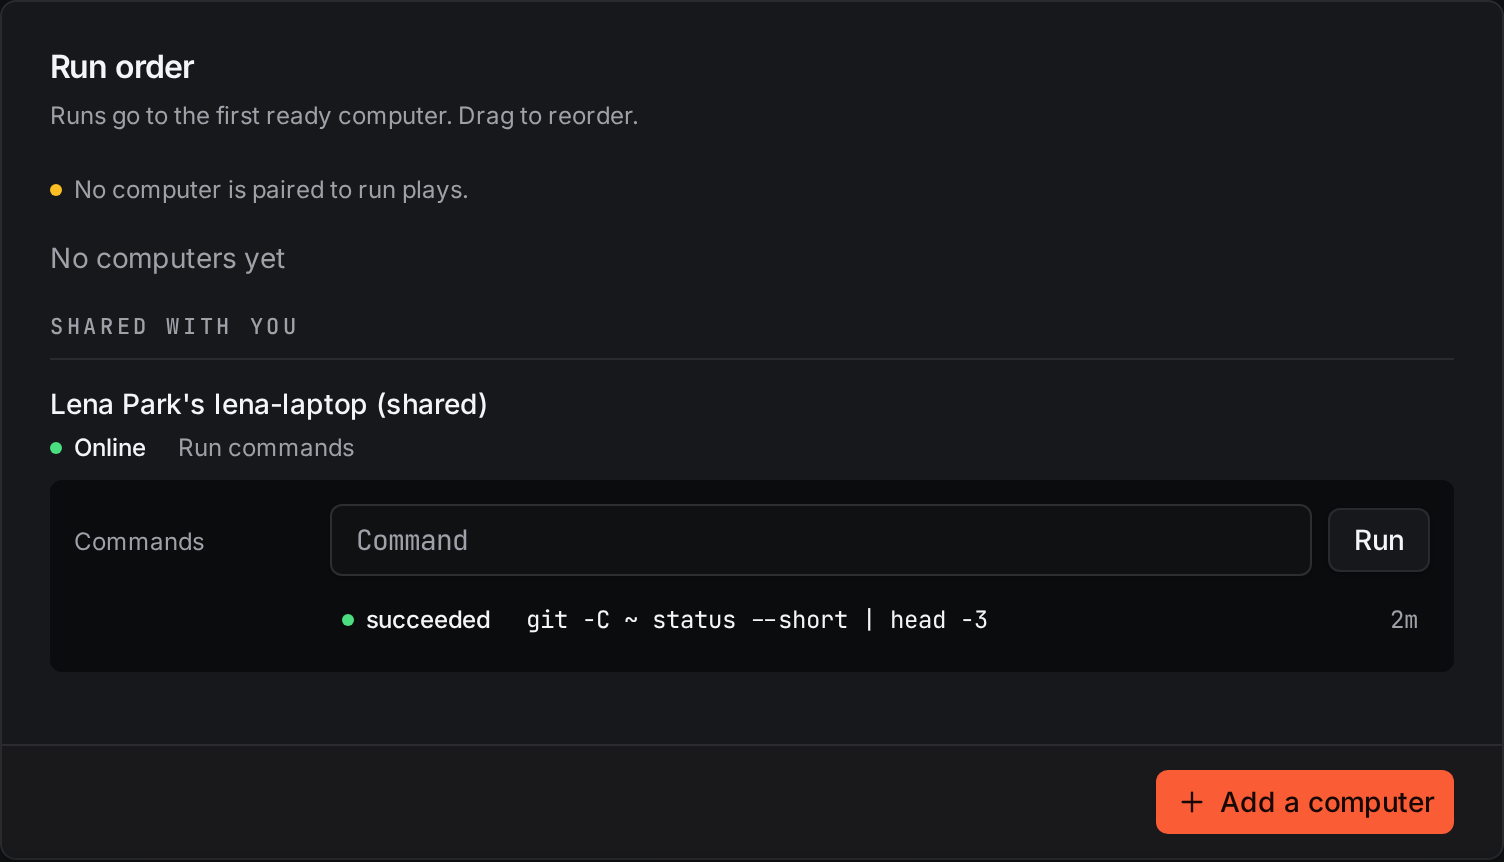 Run order
Runs go to the first ready computer. Drag to reorder.
No computer is paired to run plays.
No computers yet
SHARED WITH YOU
Lena Park's lena-laptop (shared)
Online Run commands
Commands Command Run
succeeded git -C ~ status --short | head -3 2m
+ Add a computer